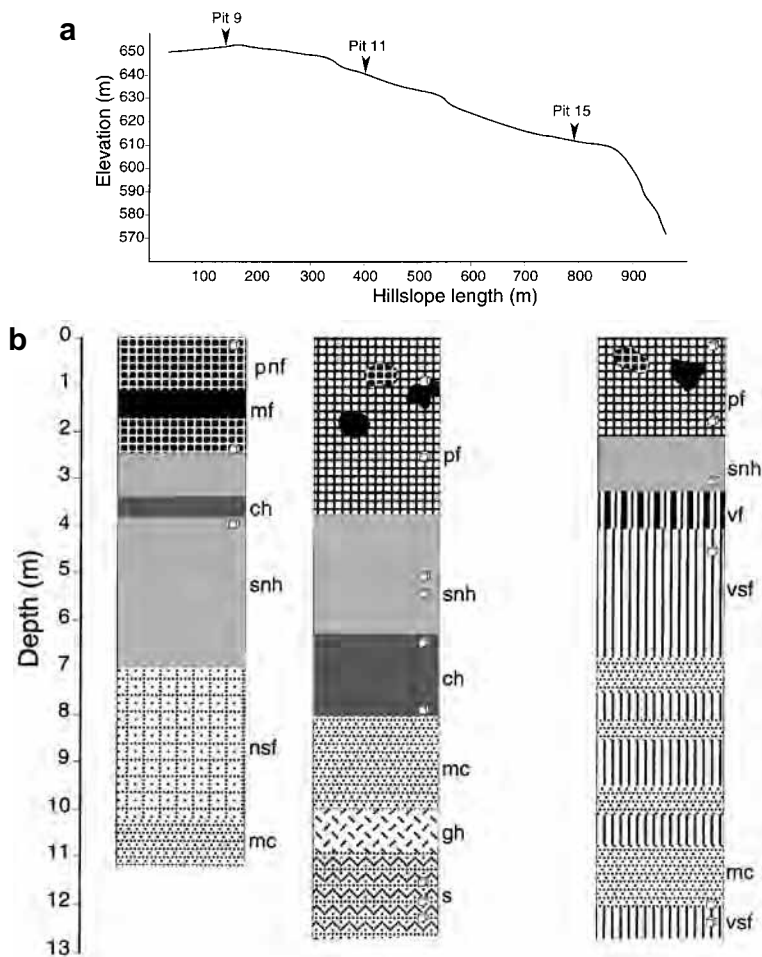 a
Pit 9
Pit 11
Pit 15
Elevation (m)
650
640
630
620
610
600
590
580
570
100 200 300 400 500 600 700 800 900
Hillslope length (m)
b
Depth (m)
0
1
2
3
4
5
6
7
8
9
10
11
12
13
pnf
mf
ch
snh
nsf
mc
pf
snh
ch
mc
gh
s
pf
snh
vf
vsf
mc
vsf